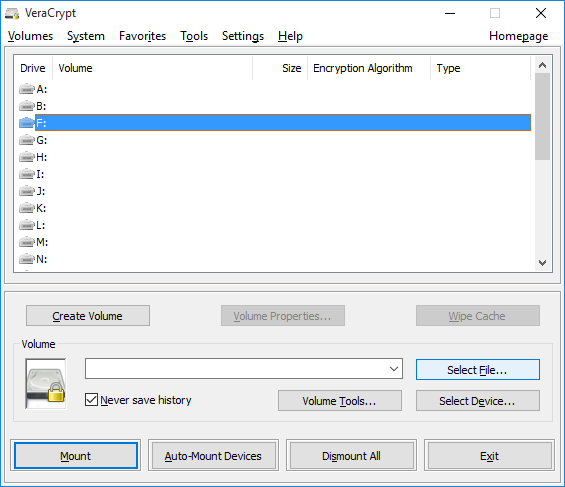 VeraCrypt
Volumes System Favorites Tools Settings Help Homepage
Drive Volume Size Encryption Algorithm Type
A:
B:
F:
G:
H:
I:
J:
K:
L:
M:
N:
Create Volume Volume Properties... Wipe Cache
Volume
Select File...
Never save history Volume Tools... Select Device...
Mount Auto-Mount Devices Dismount All Exit